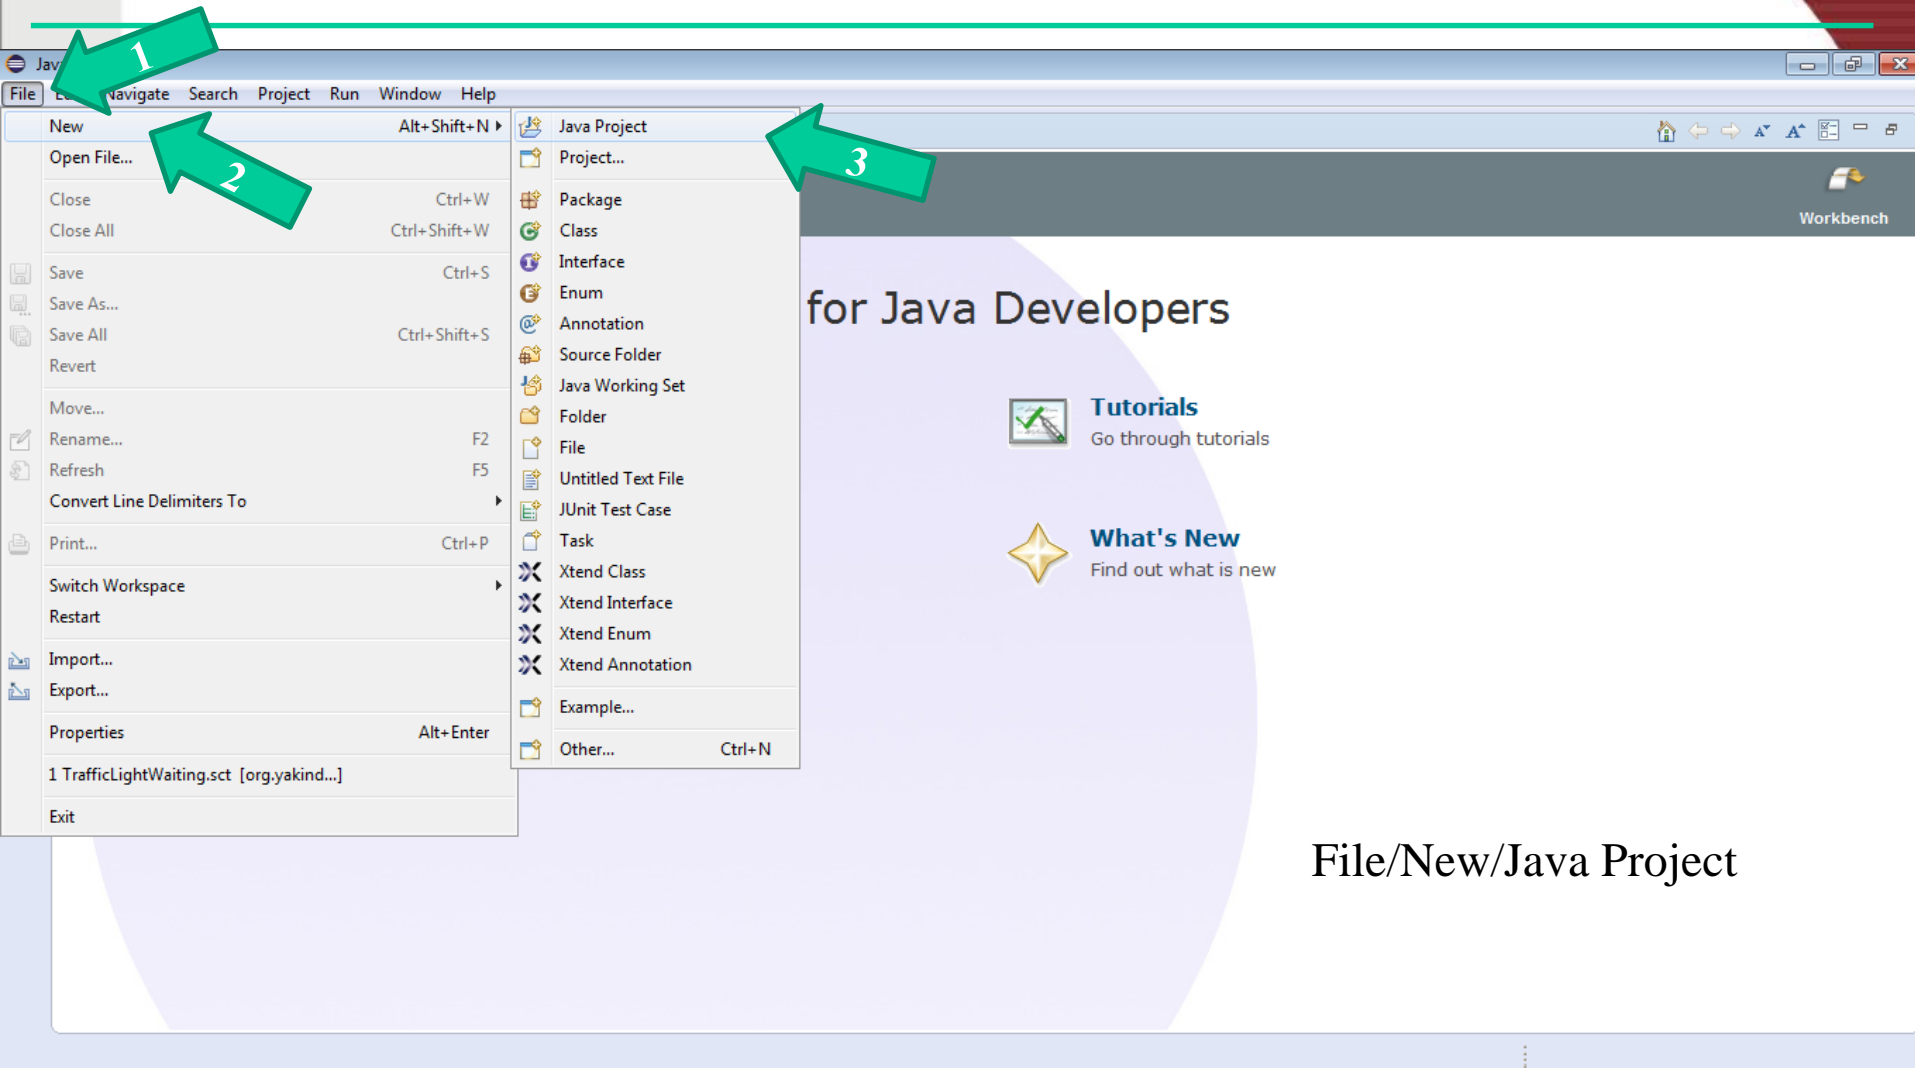 1
Java
File Navigate Search Project Run Window Help
New Alt+Shift+N
Open File...
2
Close Ctrl+W
Close All Ctrl+Shift+W
Save Ctrl+S
Save As...
Save All Ctrl+Shift+S
Revert
Move...
Rename... F2
Refresh F5
Convert Line Delimiters To
Print... Ctrl+P
Switch Workspace
Restart
Import...
Export...
Properties Alt+Enter
1 TrafficLightWaiting.sct [org.yakind...]
Exit
Java Project
Project...
3
Package
Class
Interface
Enum
Annotation
Source Folder
Java Working Set
Folder
File
Untitled Text File
JUnit Test Case
Task
Xtend Class
Xtend Interface
Xtend Enum
Xtend Annotation
Example...
Other... Ctrl+N
Workbench
for Java Developers
Tutorials
Go through tutorials
What's New
Find out what is new
File/New/Java Project